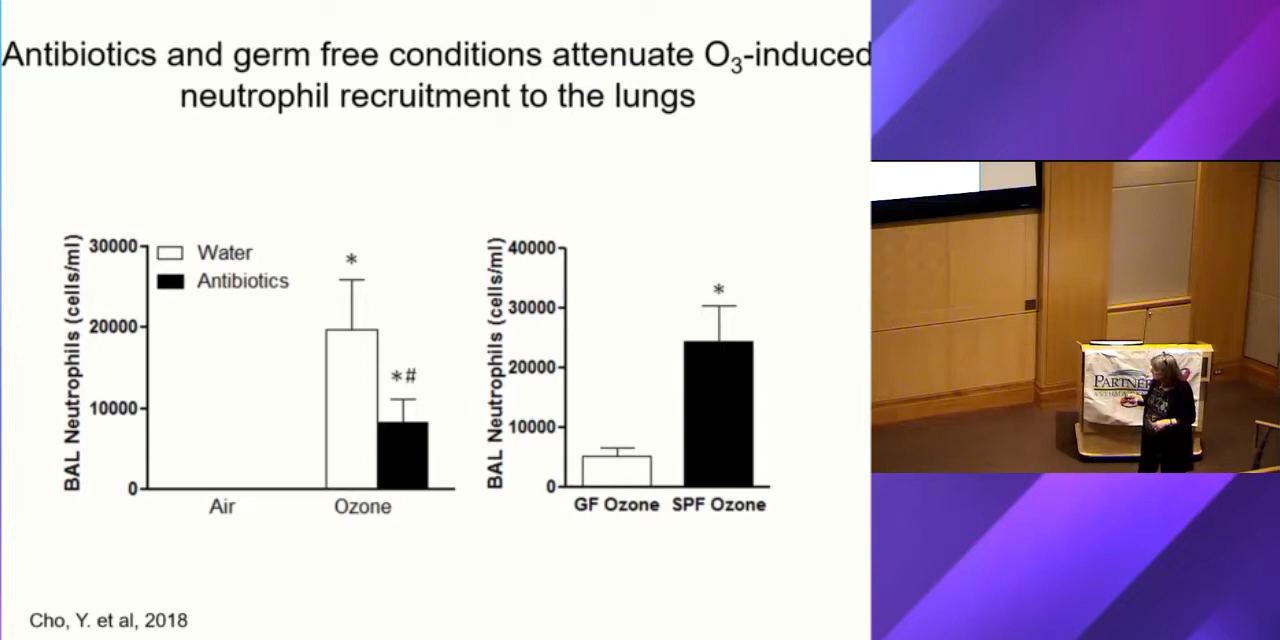 Antibiotics and germ free conditions attenuate O₃-induced
neutrophil recruitment to the lungs
BAL Neutrophils (cells/ml)
30000
20000
10000
0
Water
Antibiotics
*
*#
Air
Ozone
BAL Neutrophils (cells/ml)
40000
30000
20000
10000
0
*
GF Ozone
SPF Ozone
Cho, Y. et al, 2018